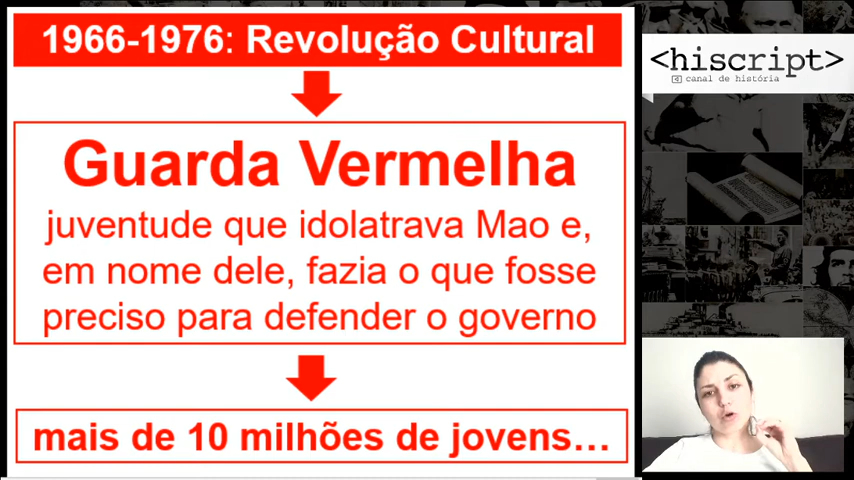 1966-1976: Revolução Cultural
Guarda Vermelha
juventude que idolatrava Mao e,
em nome dele, fazia o que fosse
preciso para defender o governo
mais de 10 milhões de jovens...
<hiscript>
canal de história